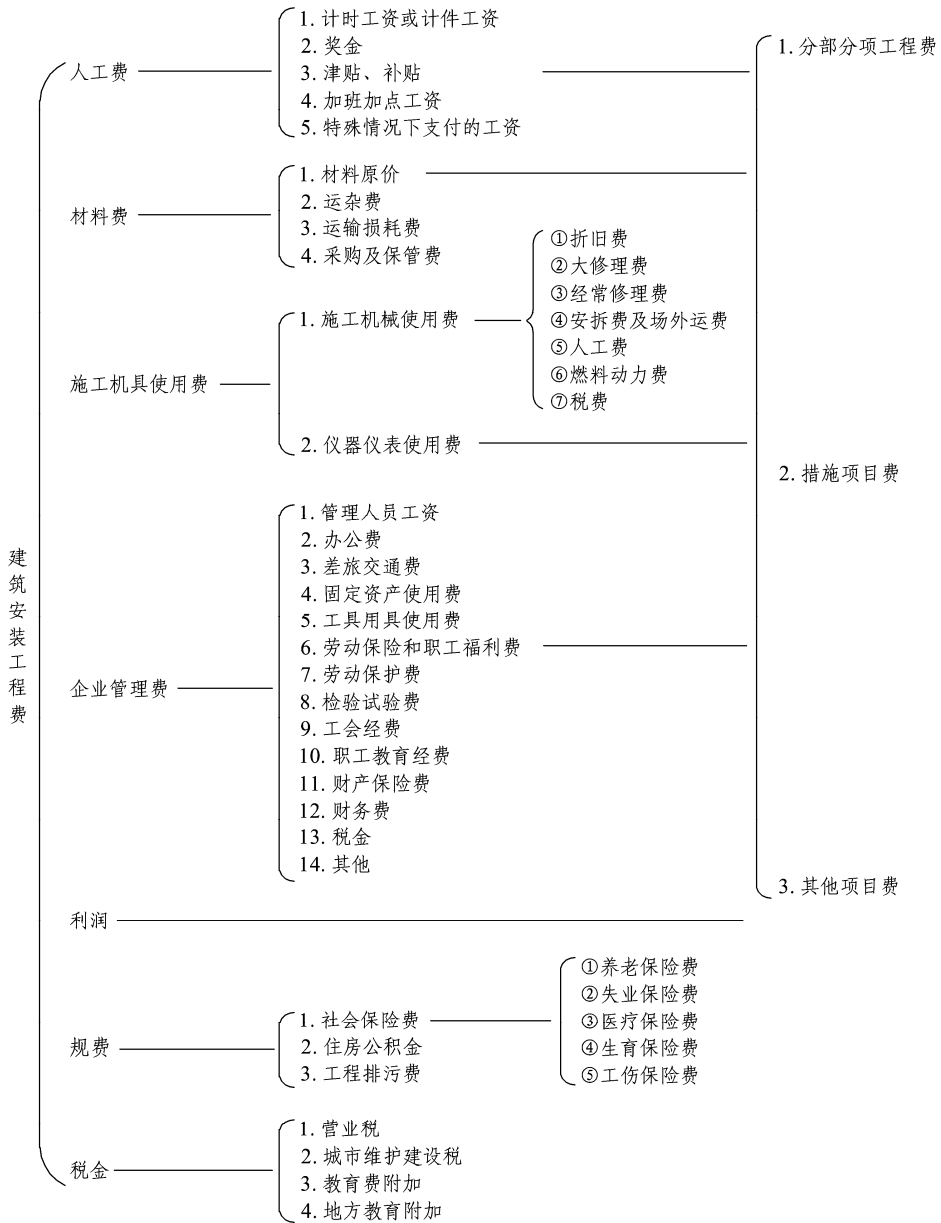 建筑安装工程费
人工费
1. 计时工资或计件工资
2. 奖金
3. 津贴、补贴
4. 加班加点工资
5. 特殊情况下支付的工资
材料费
1. 材料原价
2. 运杂费
3. 运输损耗费
4. 采购及保管费
施工机具使用费
1. 施工机械使用费
①折旧费
②大修理费
③经常修理费
④安拆费及场外运费
⑤人工费
⑥燃料动力费
⑦税费
2. 仪器仪表使用费
企业管理费
1. 管理人员工资
2. 办公费
3. 差旅交通费
4. 固定资产使用费
5. 工具用具使用费
6. 劳动保险和职工福利费
7. 劳动保护费
8. 检验试验费
9. 工会经费
10. 职工教育经费
11. 财产保险费
12. 财务费
13. 税金
14. 其他
利润
规费
1. 社会保险费
①养老保险费
②失业保险费
③医疗保险费
④生育保险费
⑤工伤保险费
2. 住房公积金
3. 工程排污费
税金
1. 营业税
2. 城市维护建设税
3. 教育费附加
4. 地方教育附加
1. 分部分项工程费
2. 措施项目费
3. 其他项目费